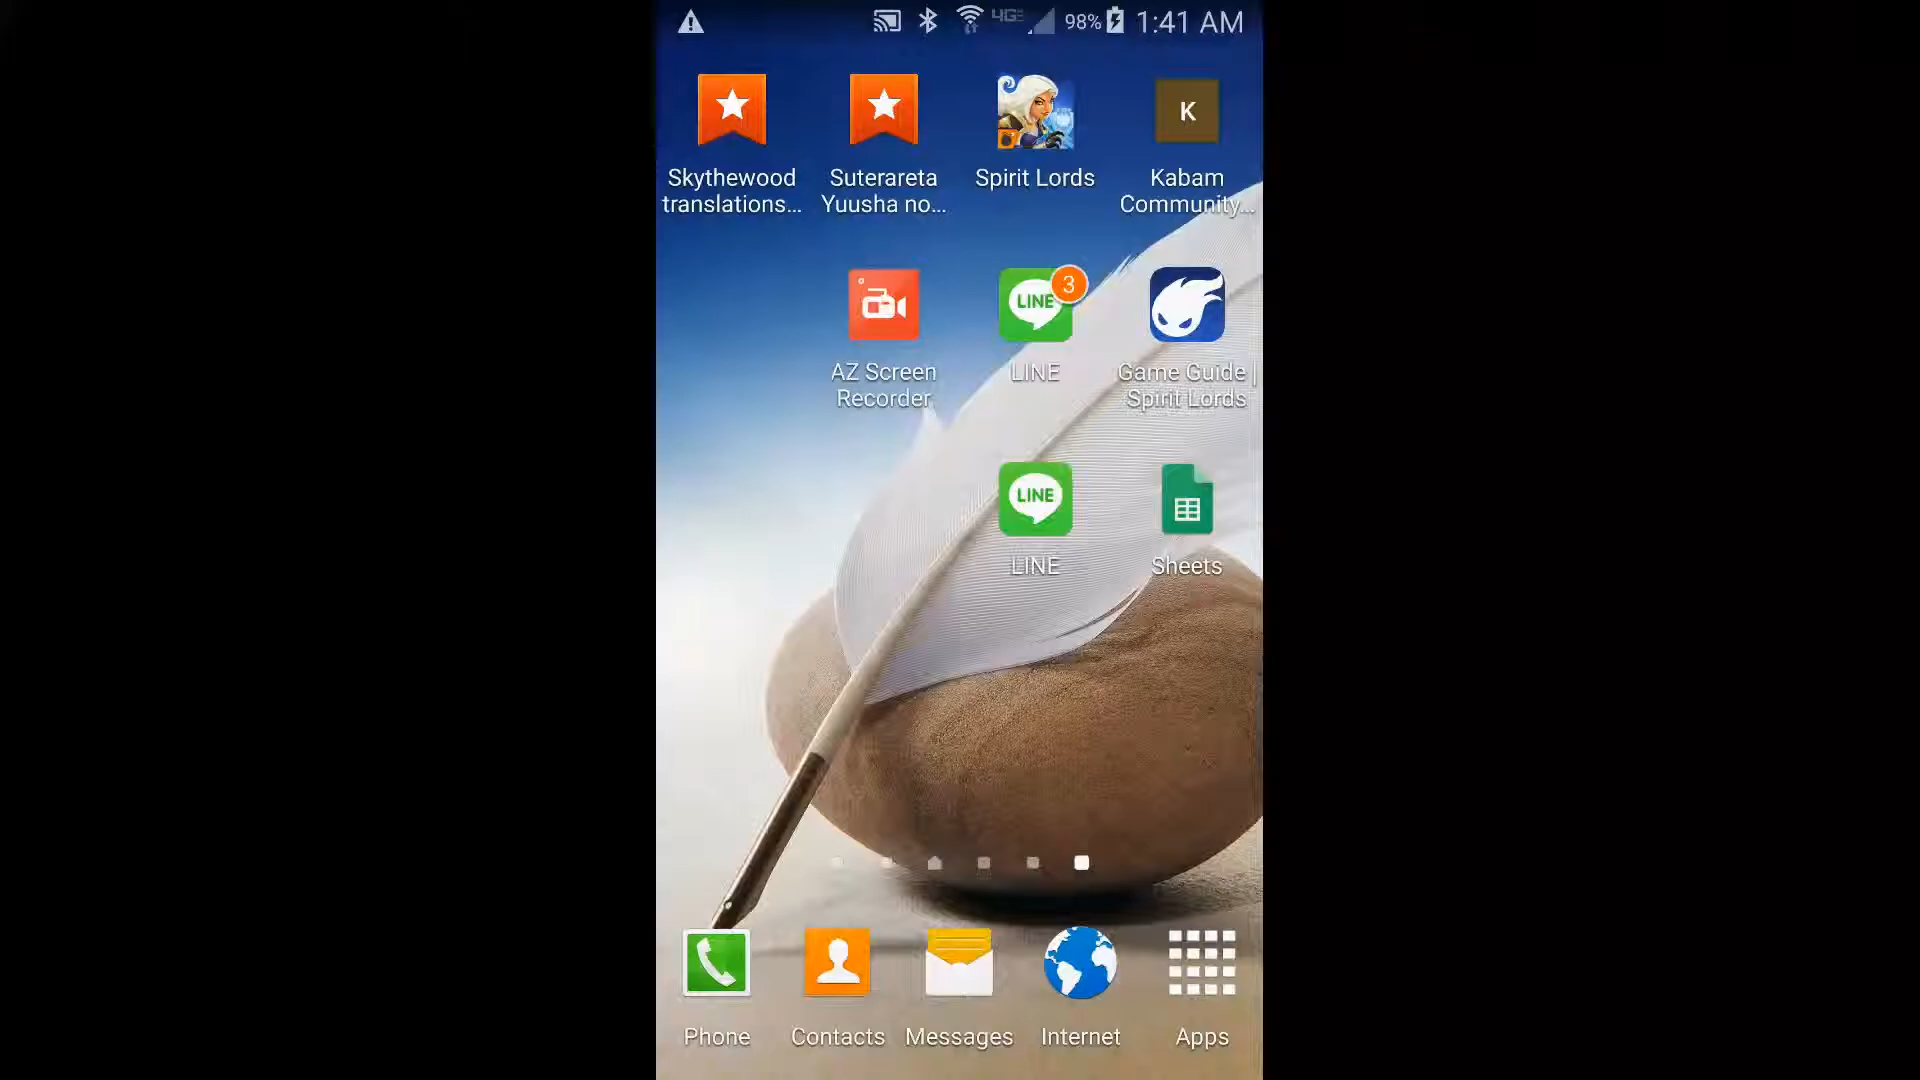 4GE 98% 1:41 AM
K
Skythewood
translations...
Suterareta
Yuusha no...
Spirit Lords
Kabam
Community...
LINE 3
AZ Screen
Recorder
LINE
Game Guide |
Spirit Lords
LINE
LINE
Sheets
Phone Contacts Messages Internet Apps